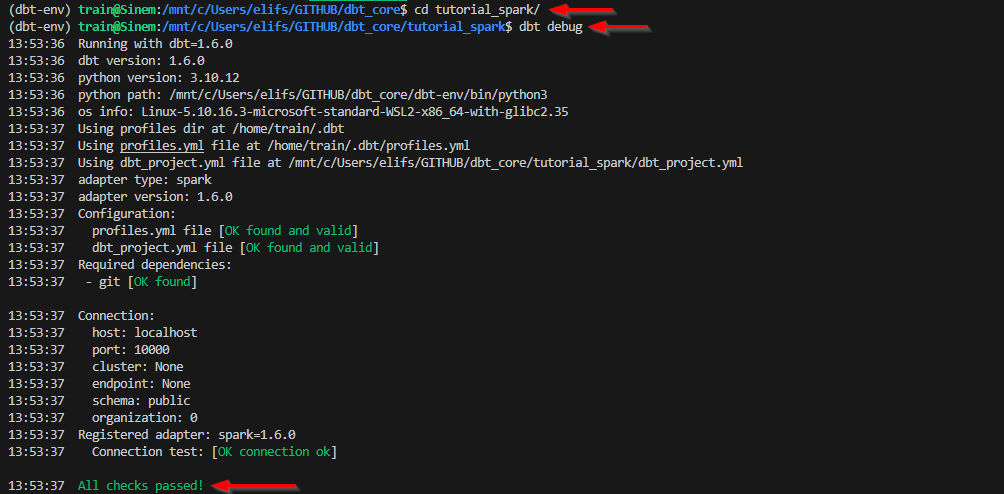 (dbt-env) train@Sinem:/mnt/c/Users/elifs/GITHUB/dbt_core$ cd tutorial_spark/
(dbt-env) train@Sinem:/mnt/c/Users/elifs/GITHUB/dbt_core/tutorial_spark$ dbt debug
13:53:36  Running with dbt=1.6.0
13:53:36  dbt version: 1.6.0
13:53:36  python version: 3.10.12
13:53:36  python path: /mnt/c/Users/elifs/GITHUB/dbt_core/dbt-env/bin/python3
13:53:36  os info: Linux-5.10.16.3-microsoft-standard-WSL2-x86_64-with-glibc2.35
13:53:37  Using profiles dir at /home/train/.dbt
13:53:37  Using profiles.yml file at /home/train/.dbt/profiles.yml
13:53:37  Using dbt_project.yml file at /mnt/c/Users/elifs/GITHUB/dbt_core/tutorial_spark/dbt_project.yml
13:53:37  adapter type: spark
13:53:37  adapter version: 1.6.0
13:53:37  Configuration:
13:53:37    profiles.yml file [OK found and valid]
13:53:37    dbt_project.yml file [OK found and valid]
13:53:37  Required dependencies:
13:53:37   - git [OK found]

13:53:37  Connection:
13:53:37    host: localhost
13:53:37    port: 10000
13:53:37    cluster: None
13:53:37    endpoint: None
13:53:37    schema: public
13:53:37    organization: 0
13:53:37  Registered adapter: spark=1.6.0
13:53:37    Connection test: [OK connection ok]

13:53:37  All checks passed!